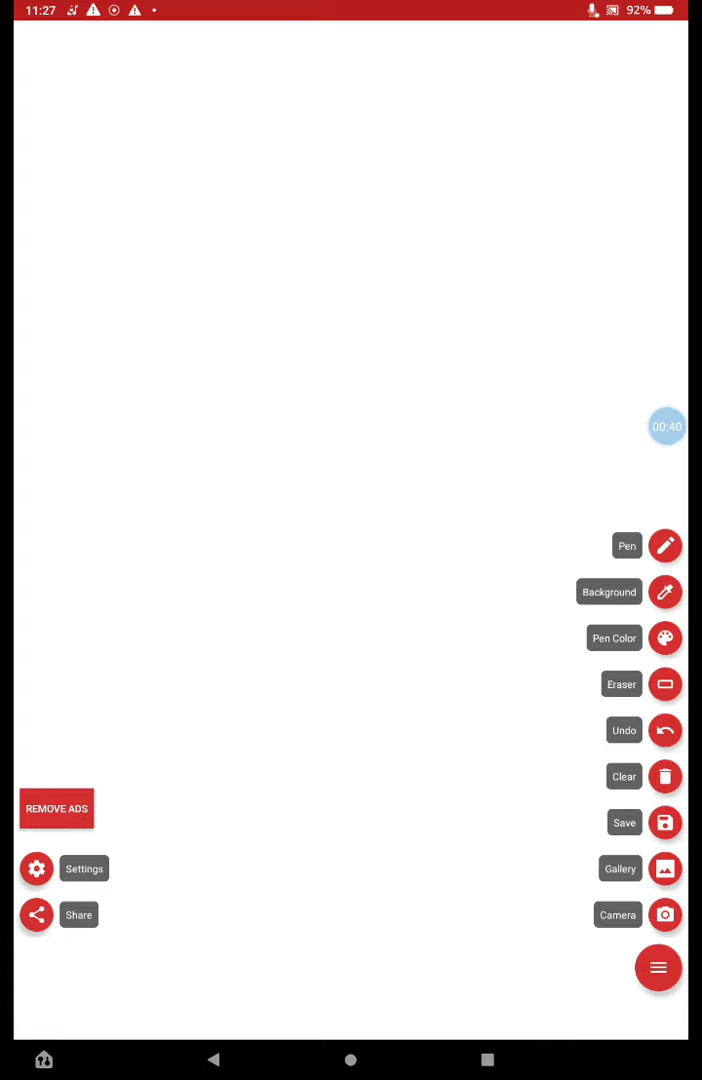 11:27
92%
00:40
Pen
Background
Pen Color
Eraser
Undo
Clear
Save
Gallery
Camera
REMOVE ADS
Settings
Share